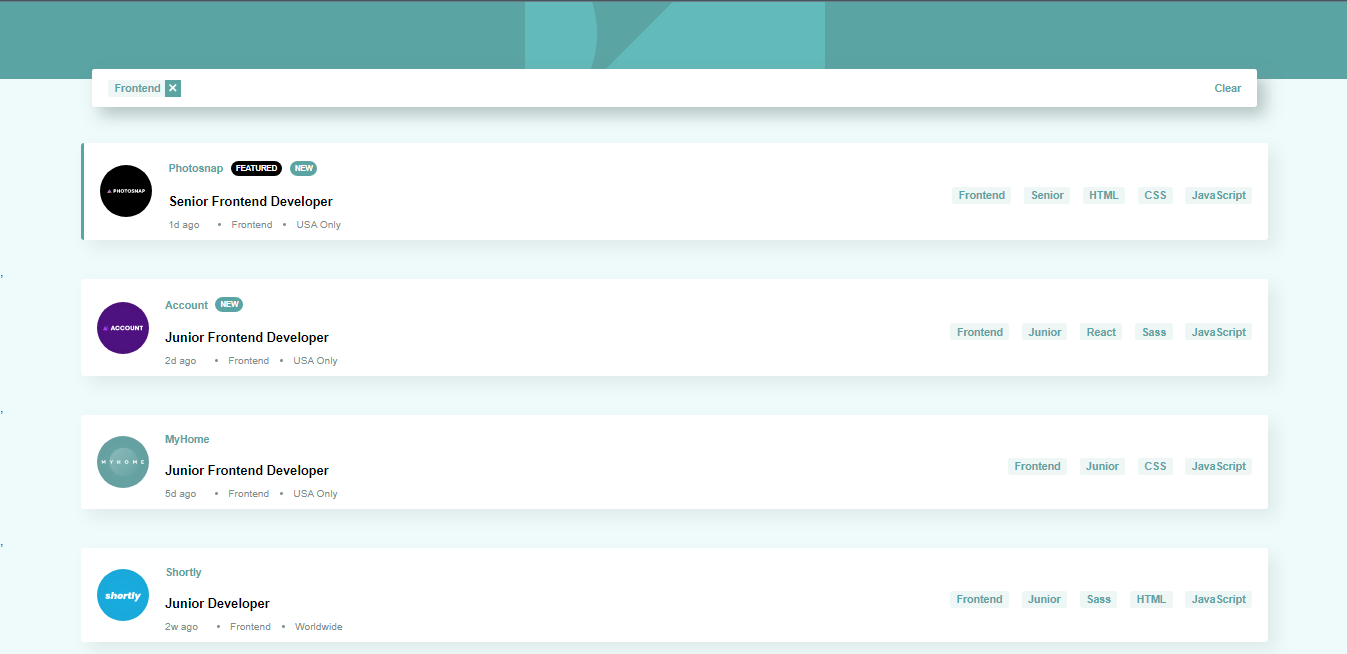 Frontend ✕ Clear
PHOTOSNAP
Photosnap FEATURED NEW
Senior Frontend Developer
1d ago • Frontend • USA Only
Frontend Senior HTML CSS JavaScript
,
ACCOUNT
Account NEW
Junior Frontend Developer
2d ago • Frontend • USA Only
Frontend Junior React Sass JavaScript
,
MYHOME
MyHome
Junior Frontend Developer
5d ago • Frontend • USA Only
Frontend Junior CSS JavaScript
,
shortly
Shortly
Junior Developer
2w ago • Frontend • Worldwide
Frontend Junior Sass HTML JavaScript